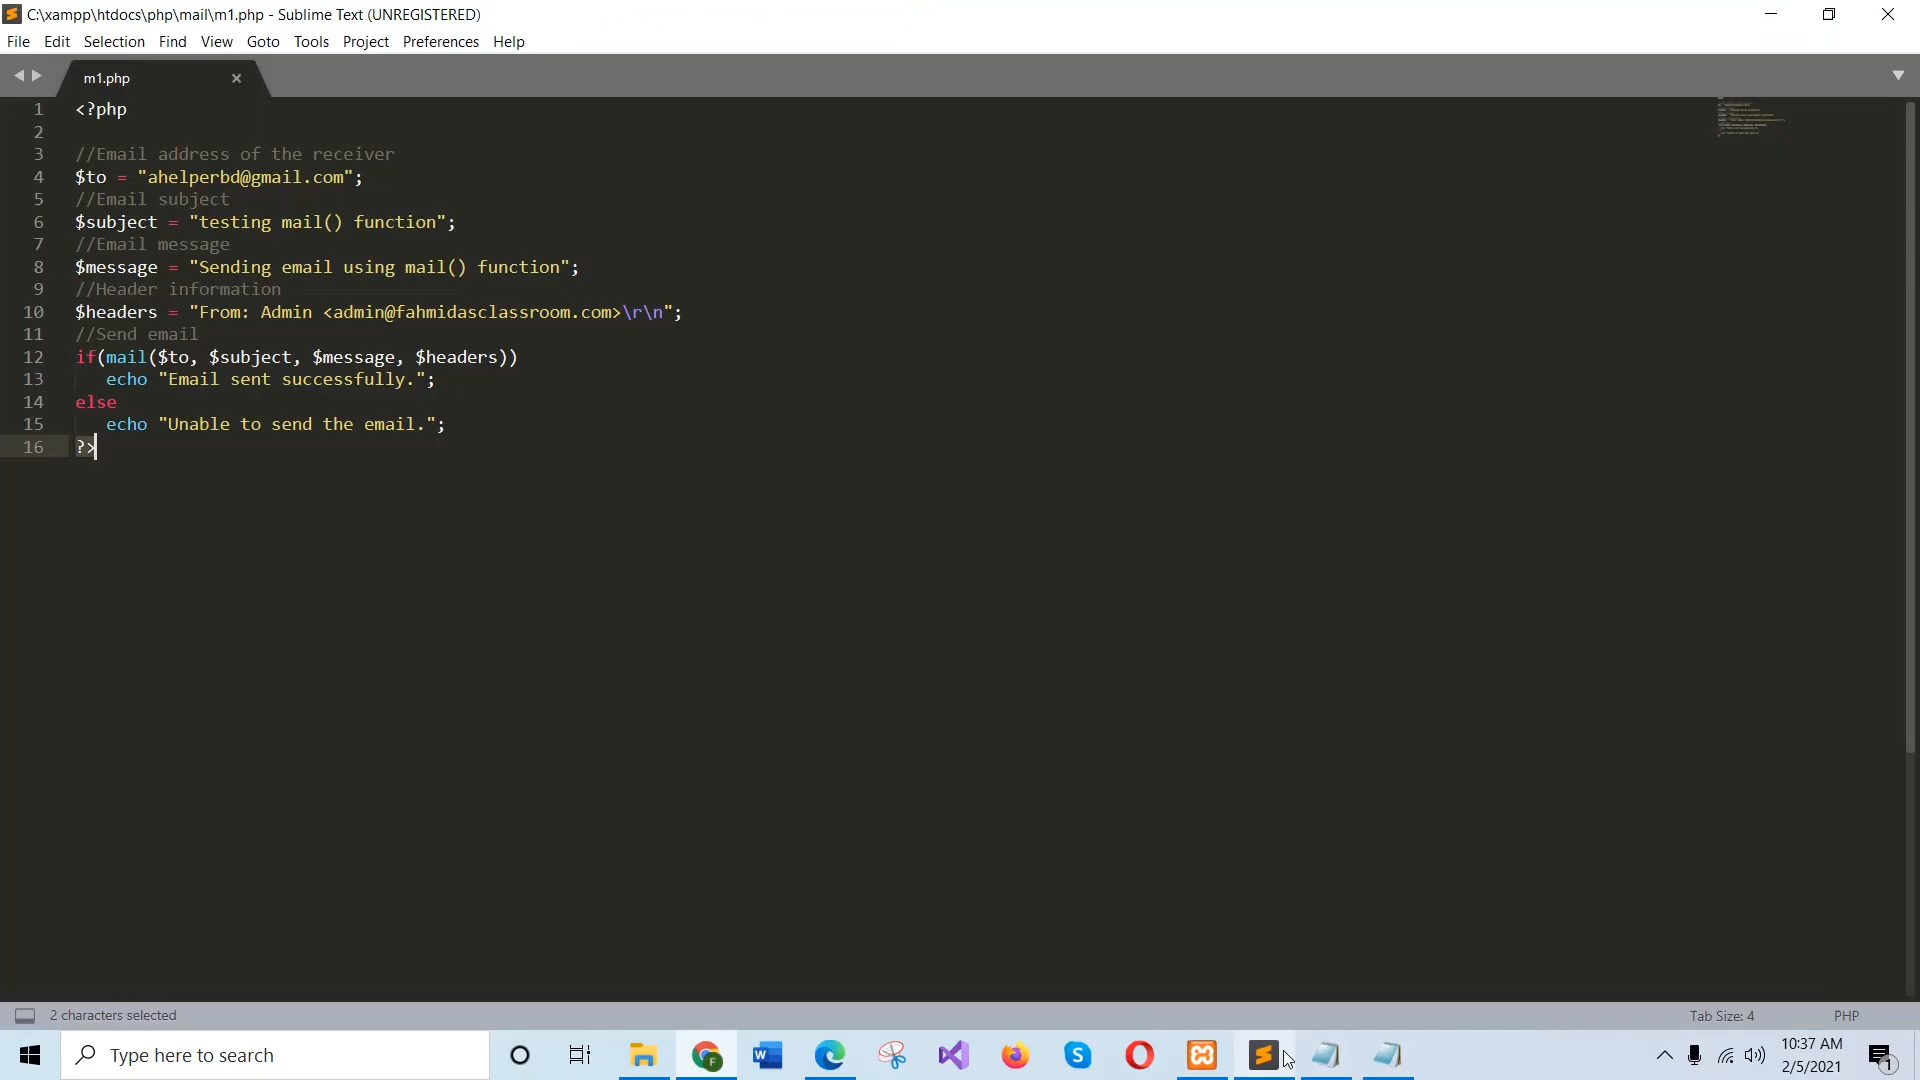 C:\xampp\htdocs\php\mail\m1.php - Sublime Text (UNREGISTERED)
File Edit Selection Find View Goto Tools Project Preferences Help
m1.php
1 <?php
2
3 //Email address of the receiver
4 $to = "ahelperbd@gmail.com";
5 //Email subject
6 $subject = "testing mail() function";
7 //Email message
8 $message = "Sending email using mail() function";
9 //Header information
10 $headers = "From: Admin <admin@fahmidasclassroom.com>\r\n";
11 //Send email
12 if(mail($to, $subject, $message, $headers))
13 echo "Email sent successfully.";
14 else
15 echo "Unable to send the email.";
16 ?>
2 characters selected
Tab Size: 4 PHP
Type here to search
10:37 AM
2/5/2021
1